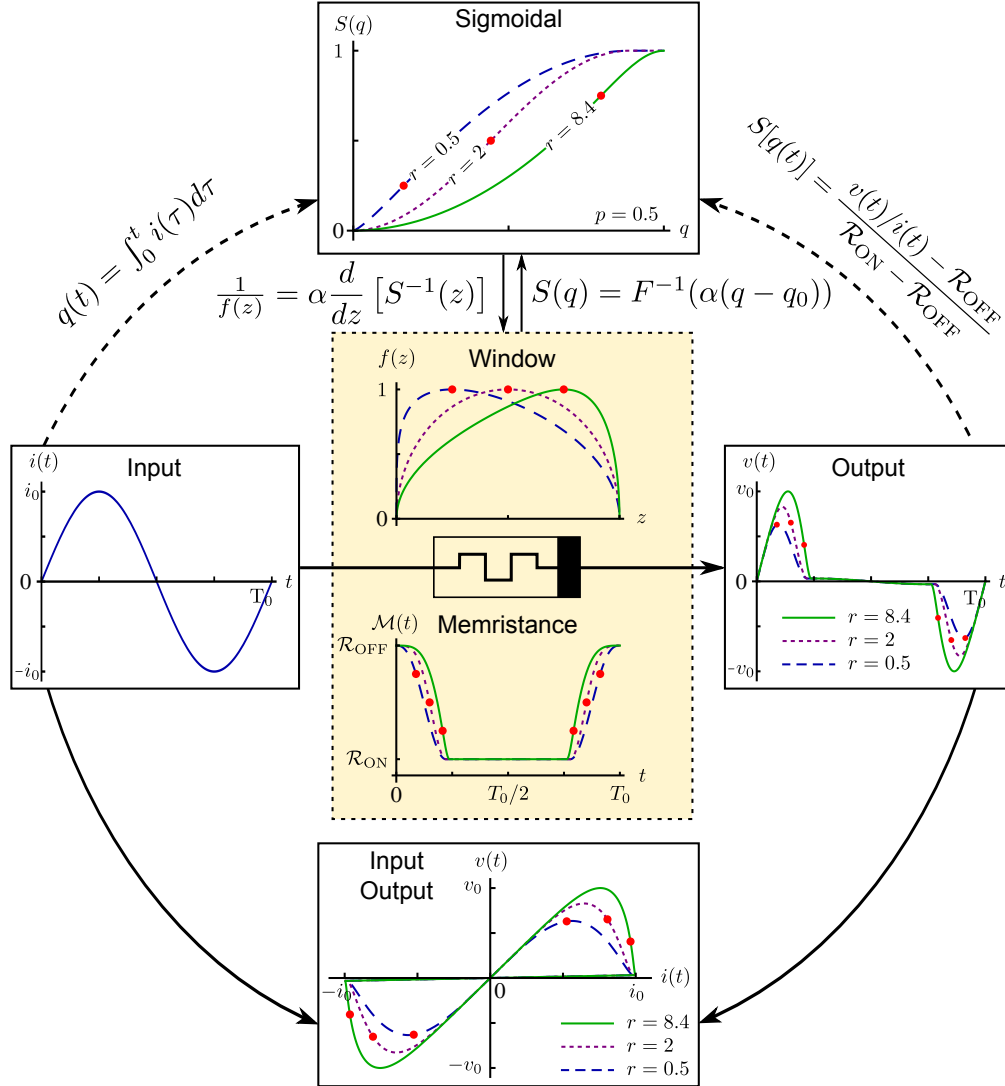 S(q)
Sigmoidal
1
r = 0.5
r = 2
r = 8.4
0
p = 0.5
q
q(t) = ∫₀ᵗ i(τ)dτ
S[q(t)] = (v(t)/i(t) − R_OFF)/(R_ON − R_OFF)
1/f(z) = α d/dz [S⁻¹(z)]
S(q) = F⁻¹(α(q − q₀))
f(z)
Window
1
0
z
i(t)
Input
i₀
0
T₀
t
−i₀
v(t)
Output
v₀
0
T₀
t
r = 8.4
r = 2
r = 0.5
−v₀
M(t)
Memristance
R_OFF
R_ON
t
0
T₀/2
T₀
Input
Output
v(t)
v₀
−i₀
0
i₀
i(t)
r = 8.4
r = 2
r = 0.5
−v₀